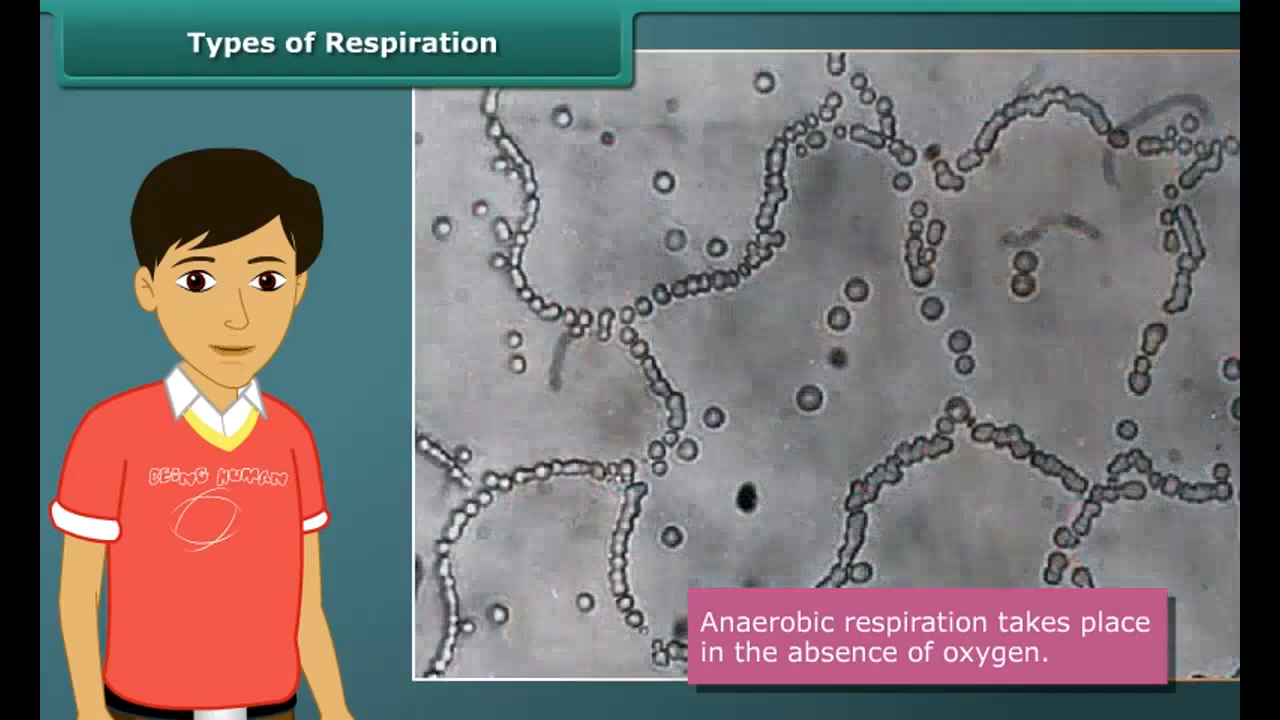 Types of Respiration
BEING HUMAN
Anaerobic respiration takes place
in the absence of oxygen.